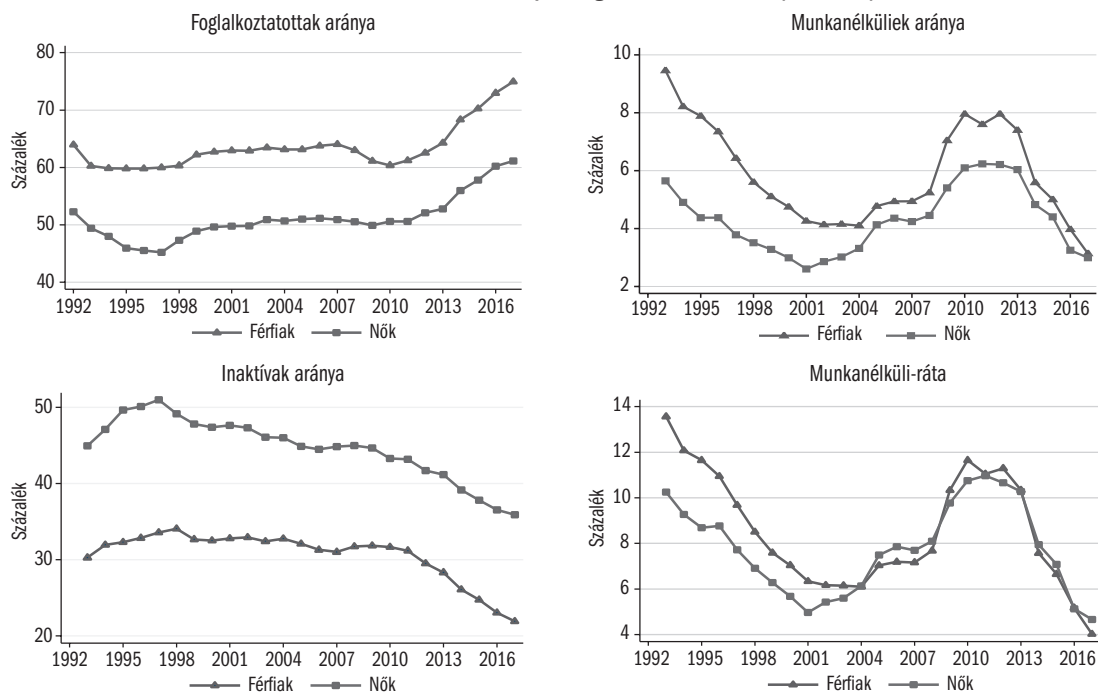 Foglalkoztatottak aránya
Százalék
80
70
60
50
40
1992 1995 1998 2001 2004 2007 2010 2013 2016
Férfiak Nők
Munkanélküliek aránya
Százalék
10
8
6
4
2
1992 1995 1998 2001 2004 2007 2010 2013 2016
Férfiak Nők
Inaktívak aránya
Százalék
50
40
30
20
1992 1995 1998 2001 2004 2007 2010 2013 2016
Férfiak Nők
Munkanélküli-ráta
Százalék
14
12
10
8
6
4
1992 1995 1998 2001 2004 2007 2010 2013 2016
Férfiak Nők